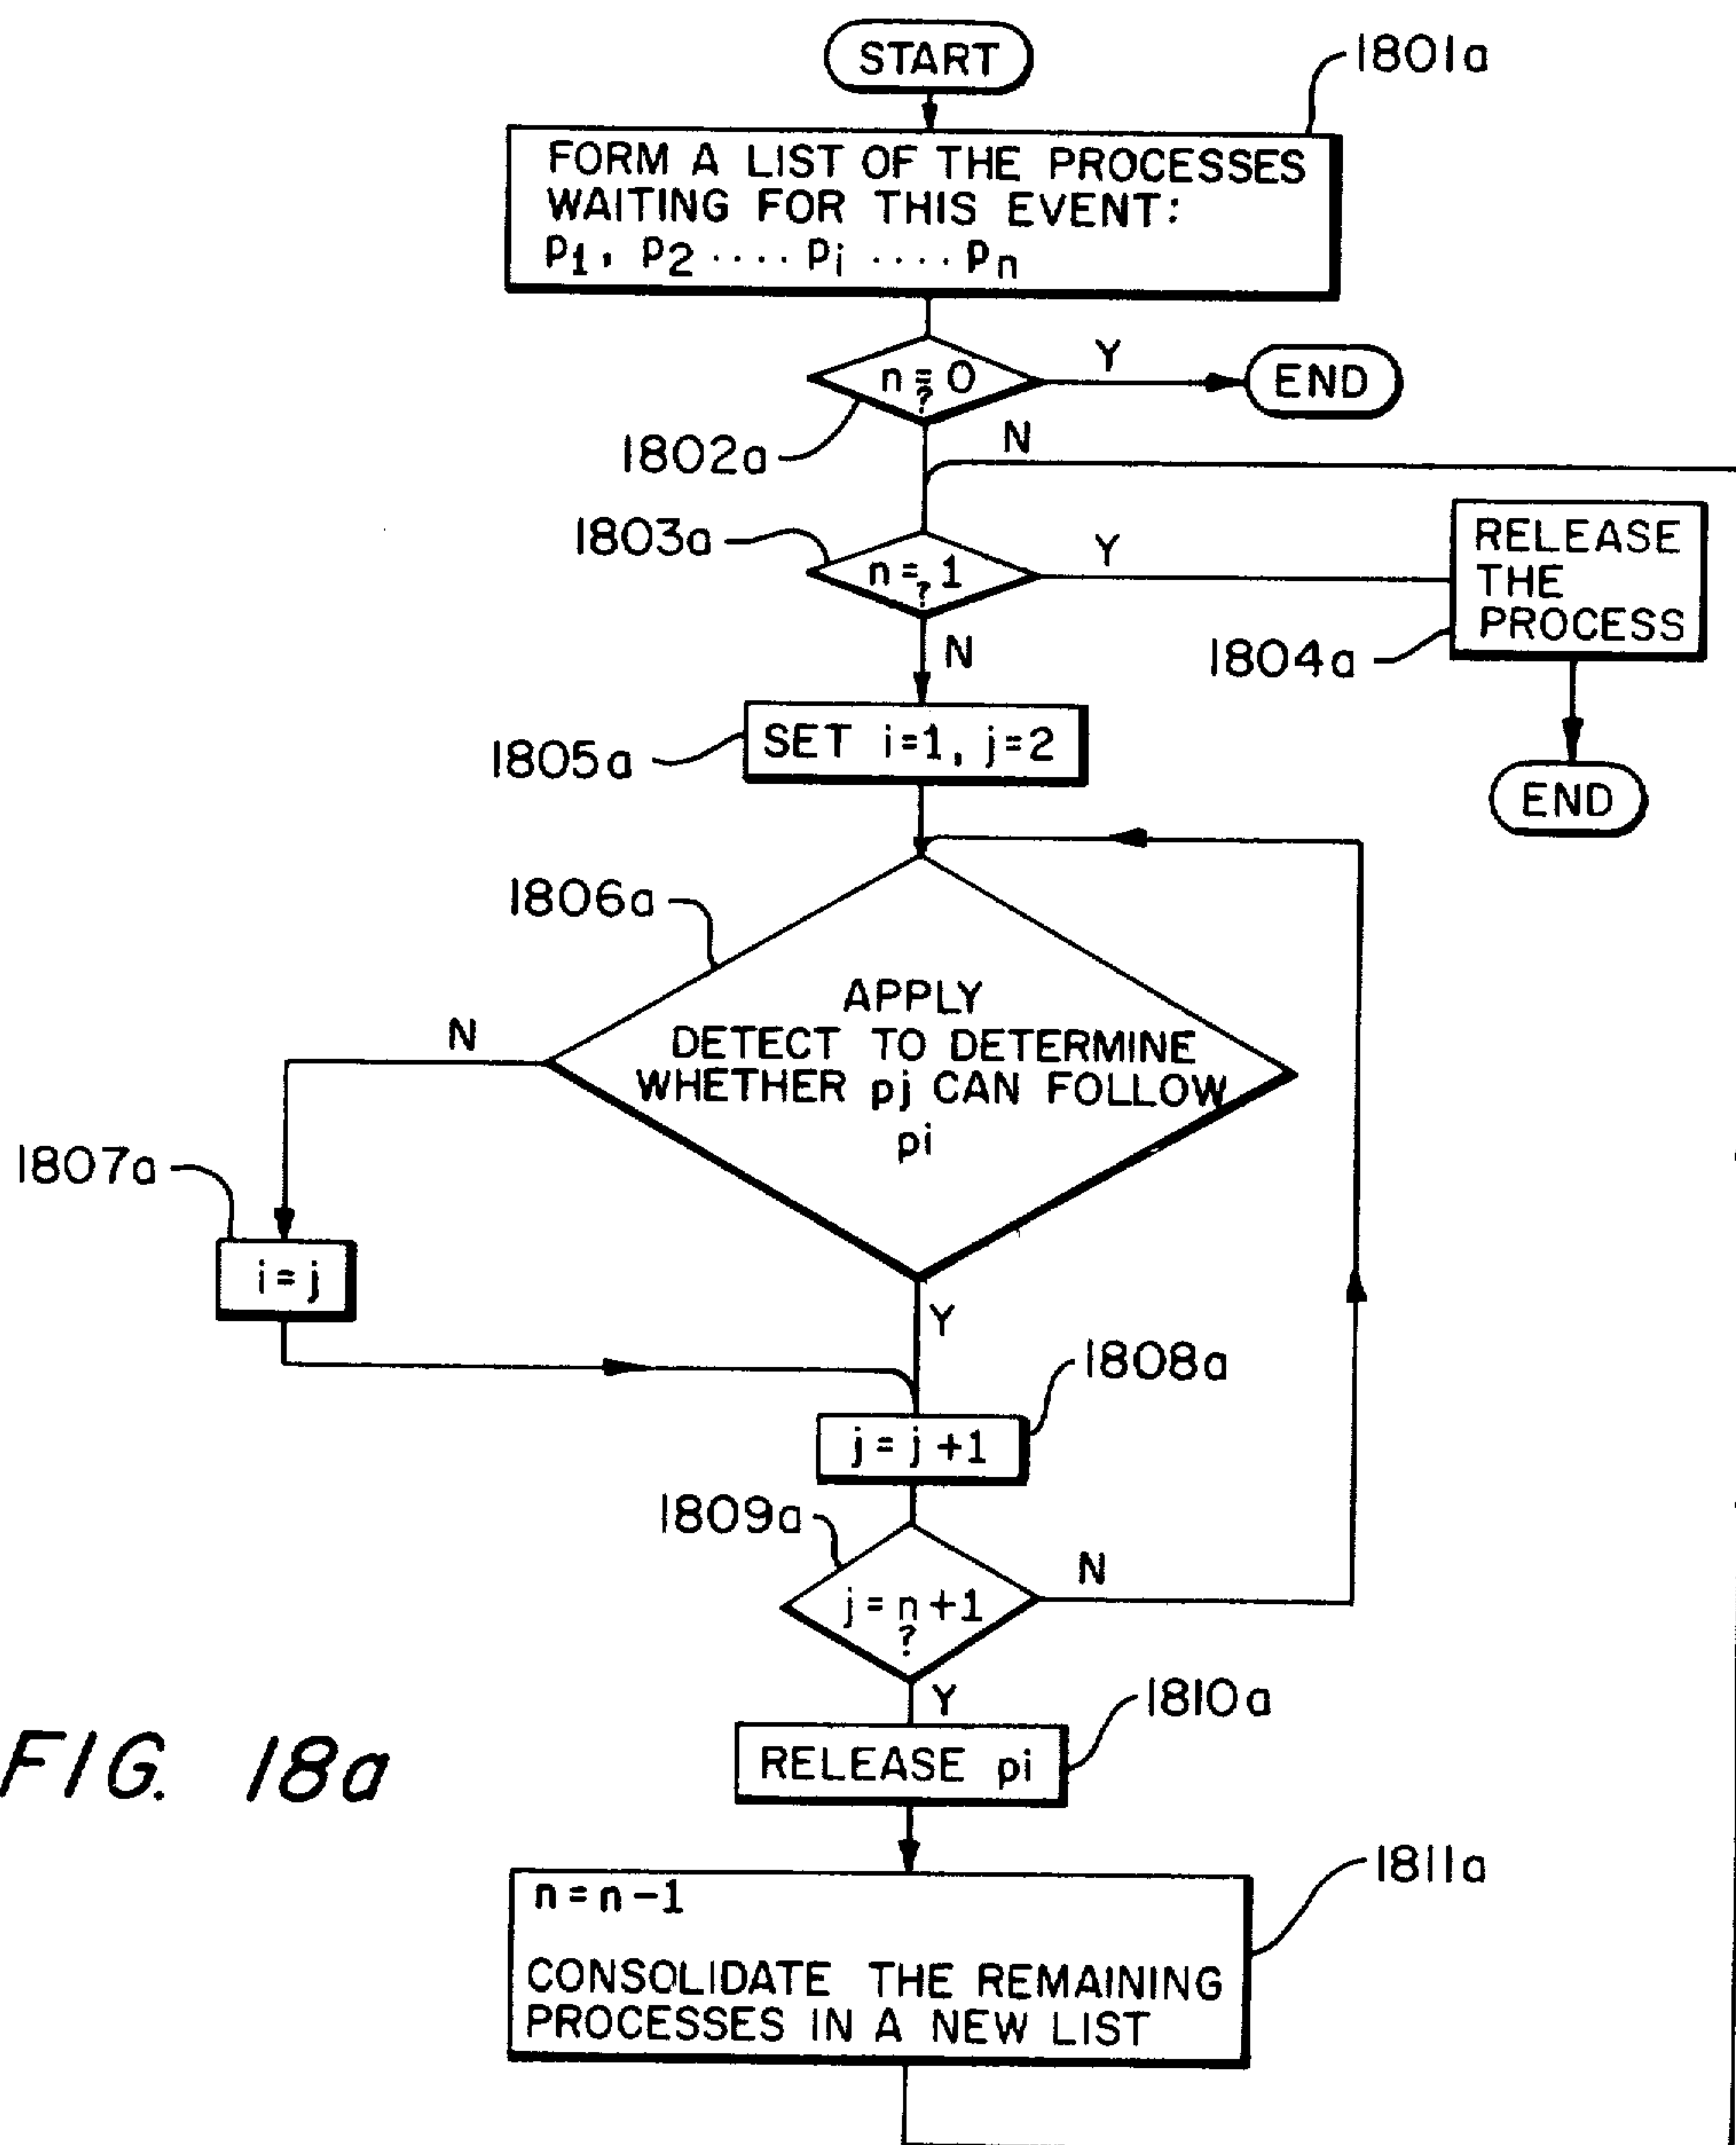 START
1801a
FORM A LIST OF THE PROCESSES
WAITING FOR THIS EVENT:
p1, p2 .... pi .... pn
n=0
?
Y
END
1802a
N
1803a
n=1
?
Y
RELEASE
THE
PROCESS
1804a
N
END
1805a
SET i=1, j=2
1806a
APPLY
DETECT TO DETERMINE
WHETHER pj CAN FOLLOW
pi
N
1807a
i=j
Y
1808a
j=j+1
1809a
j=n+1
?
N
Y
1810a
RELEASE pi
FIG. 18a
1811a
n=n-1
CONSOLIDATE THE REMAINING
PROCESSES IN A NEW LIST